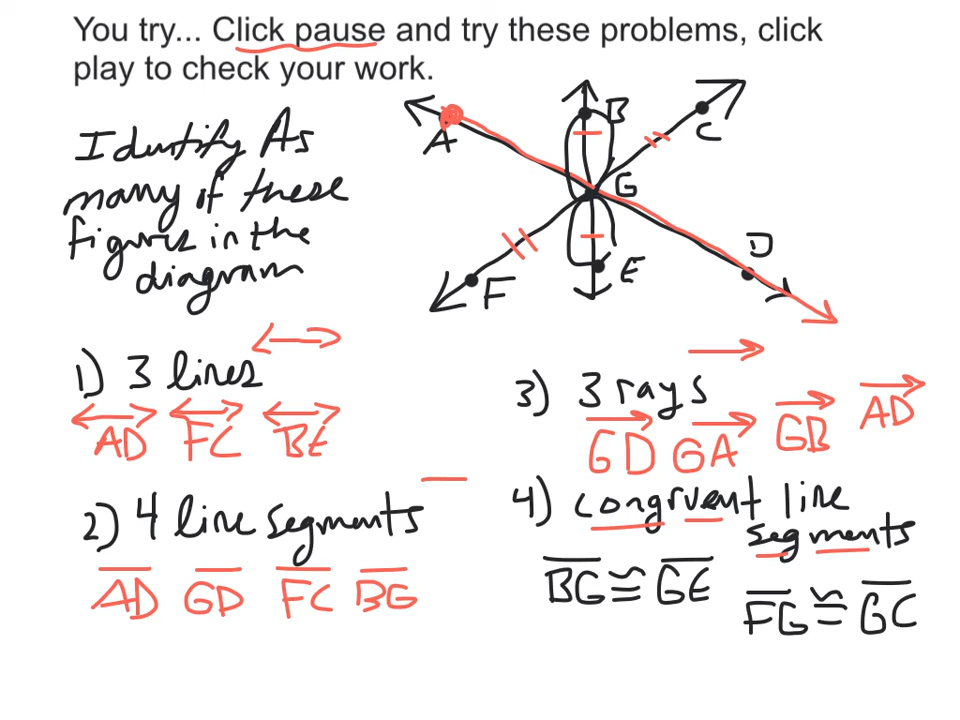 You try... Click pause and try these problems, click
play to check your work.
Identify As
many of these
figures in the
diagram
A
B
C
G
D
E
F
1) 3 lines
AD FC BE
2) 4 line segments
AD GD FC BG
3) 3 rays
GD GA GB AD
4) congruent line
segments
BG ≅ GE
FG ≅ GC